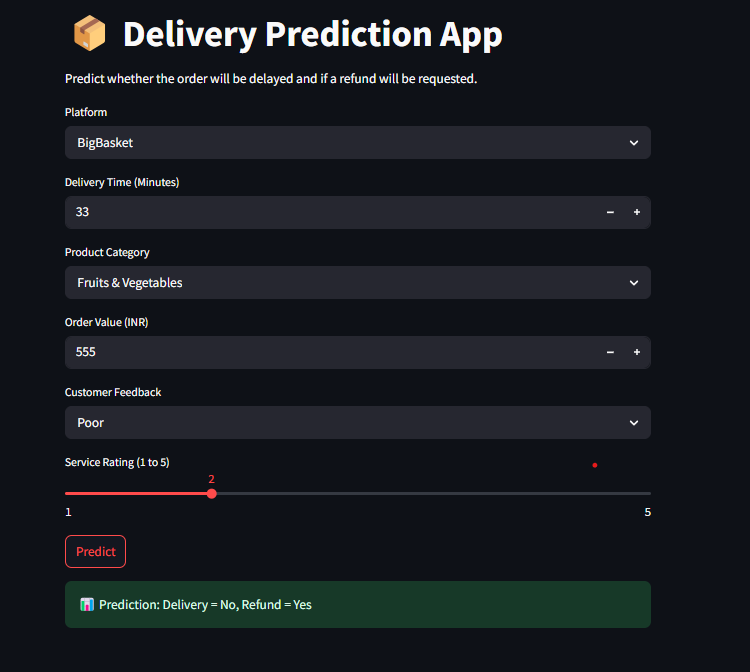 Delivery Prediction App
Predict whether the order will be delayed and if a refund will be requested.
Platform
BigBasket
Delivery Time (Minutes)
33
Product Category
Fruits & Vegetables
Order Value (INR)
555
Customer Feedback
Poor
Service Rating (1 to 5)
2
1 5
Predict
Prediction: Delivery = No, Refund = Yes